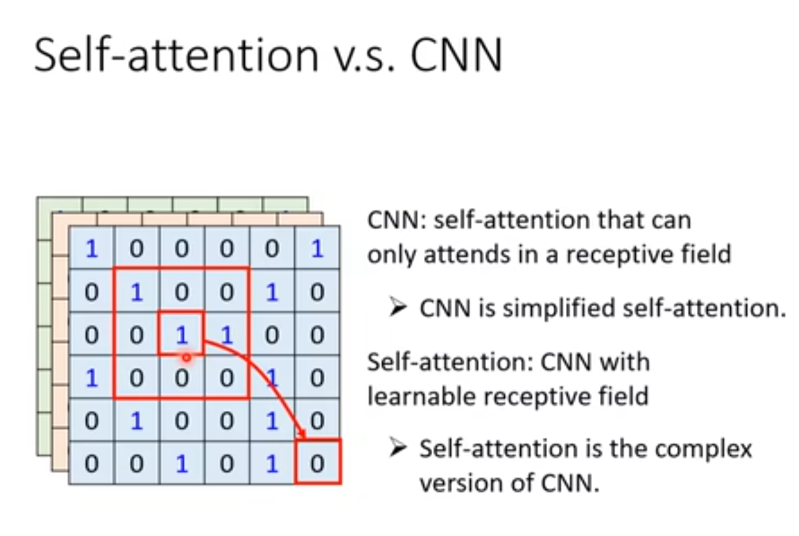 Self-attention v.s. CNN
1 0 0 0 0 1
0 1 0 0 1 0
0 0 1 1 0 0
1 0 0 0 1 0
0 1 0 0 1 0
0 0 1 0 1 0
CNN: self-attention that can
only attends in a receptive field
➢ CNN is simplified self-attention.
Self-attention: CNN with
learnable receptive field
➢ Self-attention is the complex
version of CNN.